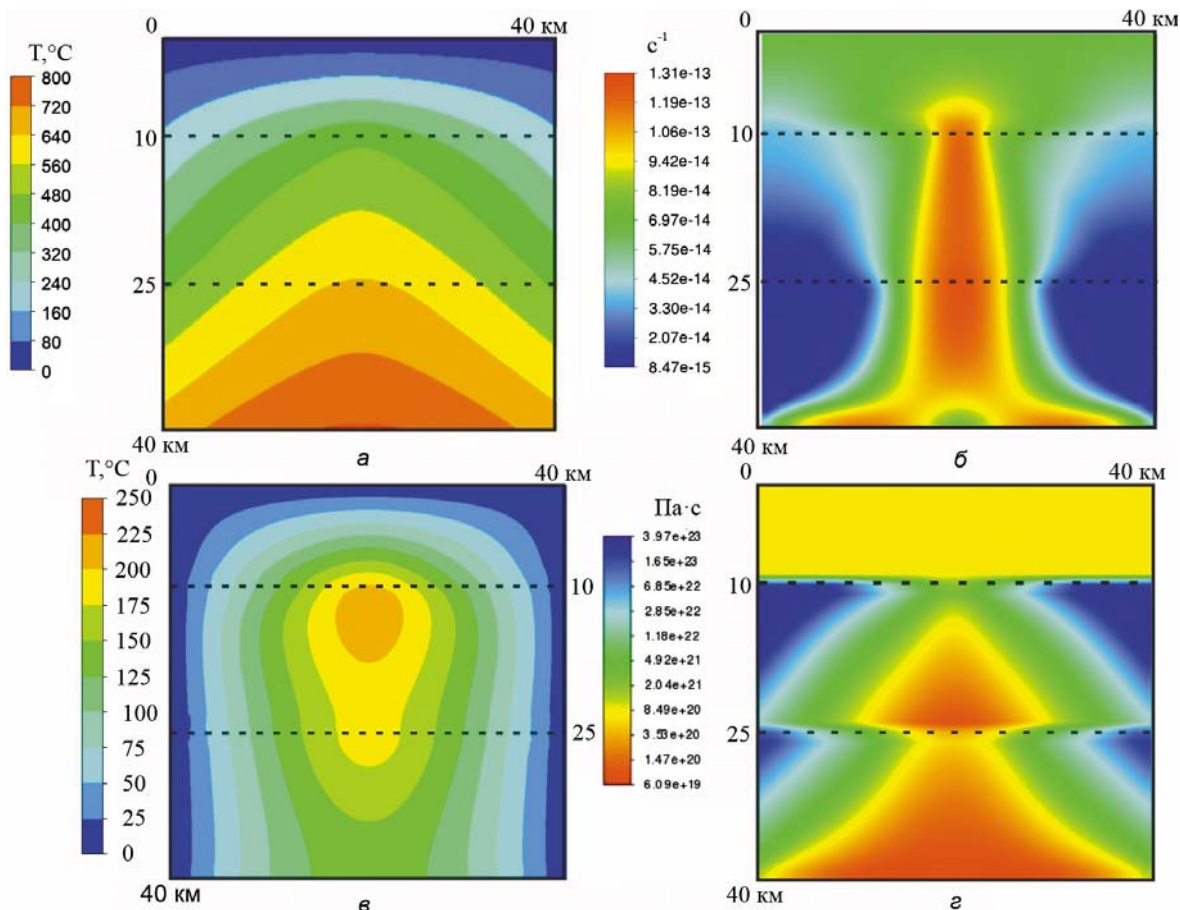 0
40 км
Т,°С
800
720
640
560
480
400
320
240
160
80
0
10
25
40 км
а
0
40 км
с⁻¹
1.31e-13
1.19e-13
1.06e-13
9.42e-14
8.19e-14
6.97e-14
5.75e-14
4.52e-14
3.30e-14
2.07e-14
8.47e-15
10
25
40 км
б
0
40 км
Т,°С
250
225
200
175
150
125
100
75
50
25
0
10
25
40 км
в
0
40 км
Па·с
3.97e+23
1.65e+23
6.85e+22
2.85e+22
1.18e+22
4.92e+21
2.04e+21
8.49e+20
3.53e+20
1.47e+20
6.09e+19
10
25
40 км
г